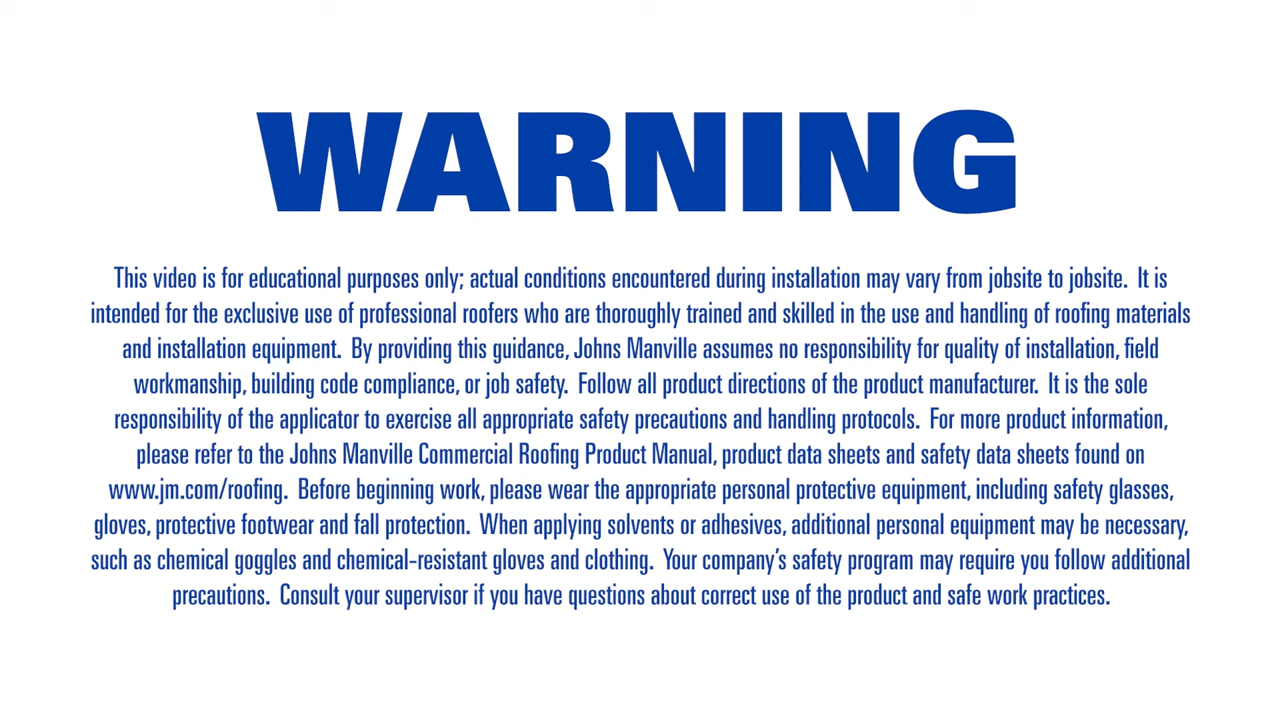 WARNING
This video is for educational purposes only; actual conditions encountered during installation may vary from jobsite to jobsite.  It is
intended for the exclusive use of professional roofers who are thoroughly trained and skilled in the use and handling of roofing materials
and installation equipment.  By providing this guidance, Johns Manville assumes no responsibility for quality of installation, field
workmanship, building code compliance, or job safety.  Follow all product directions of the product manufacturer.  It is the sole
responsibility of the applicator to exercise all appropriate safety precautions and handling protocols.  For more product information,
please refer to the Johns Manville Commercial Roofing Product Manual, product data sheets and safety data sheets found on
www.jm.com/roofing.  Before beginning work, please wear the appropriate personal protective equipment, including safety glasses,
gloves, protective footwear and fall protection.  When applying solvents or adhesives, additional personal equipment may be necessary,
such as chemical goggles and chemical-resistant gloves and clothing.  Your company’s safety program may require you follow additional
precautions.  Consult your supervisor if you have questions about correct use of the product and safe work practices.